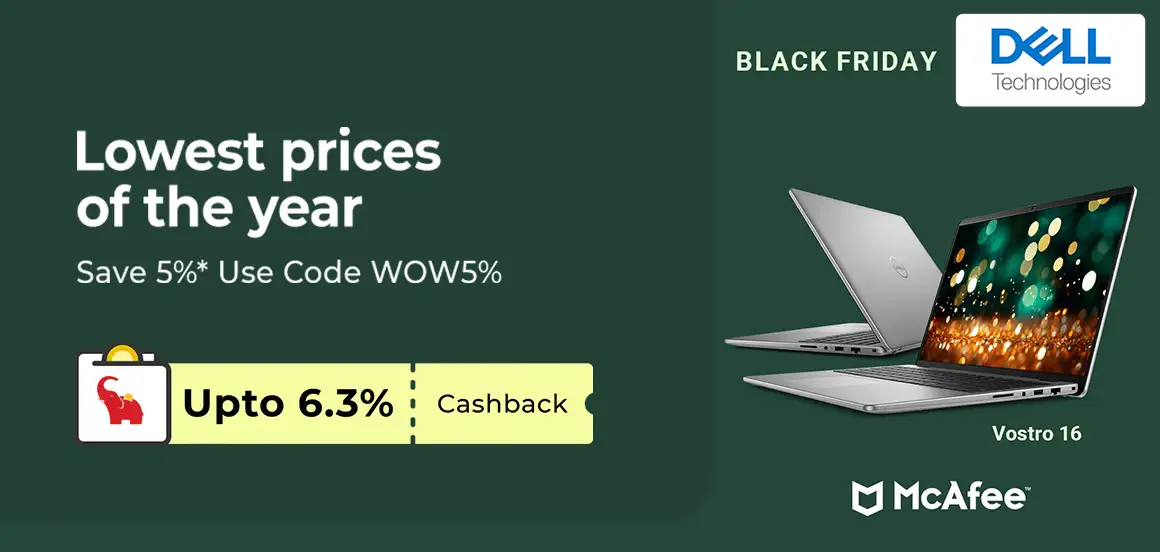 BLACK FRIDAY
DELL
Technologies
Lowest prices
of the year
Save 5%* Use Code WOW5%
Upto 6.3%
Cashback
Vostro 16
McAfee™